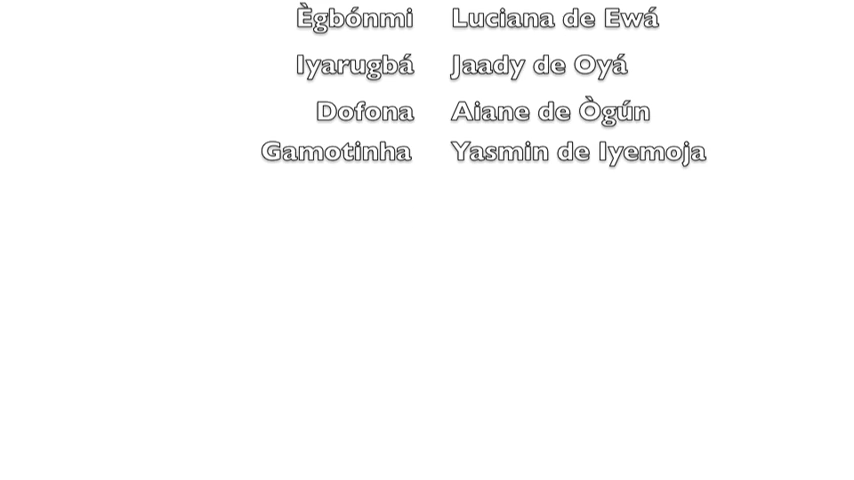 Ègbónmi Luciana de Ewá
Iyarugbá Jaady de Oyá
Dofona Aiane de Ògún
Gamotinha Yasmin de Iyemoja